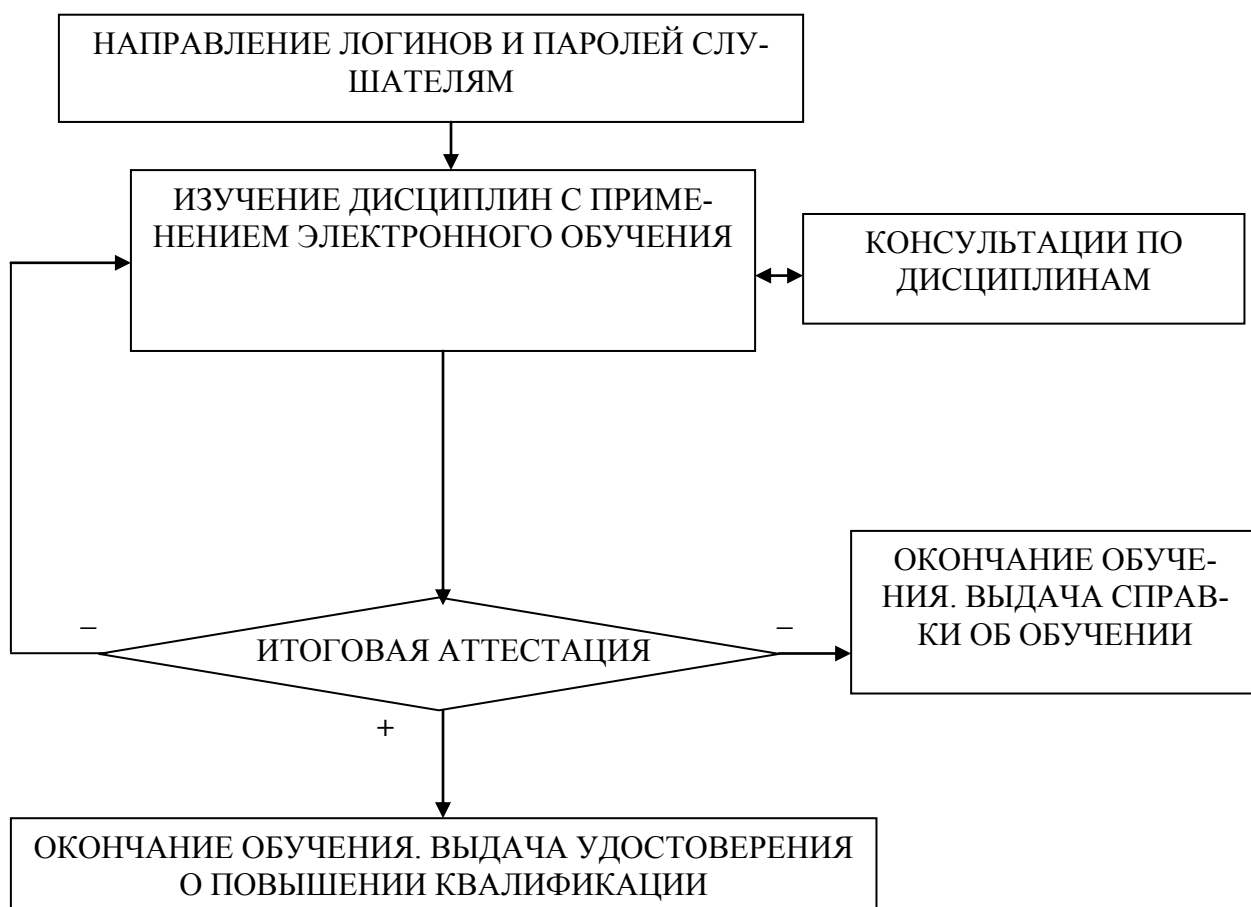 НАПРАВЛЕНИЕ ЛОГИНОВ И ПАРОЛЕЙ СЛУ-
ШАТЕЛЯМ
ИЗУЧЕНИЕ ДИСЦИПЛИН С ПРИМЕ-
НЕНИЕМ ЭЛЕКТРОННОГО ОБУЧЕНИЯ
КОНСУЛЬТАЦИИ ПО
ДИСЦИПЛИНАМ
ОКОНЧАНИЕ ОБУЧЕ-
НИЯ. ВЫДАЧА СПРАВ-
КИ ОБ ОБУЧЕНИИ
–
ИТОГОВАЯ АТТЕСТАЦИЯ
–
+
ОКОНЧАНИЕ ОБУЧЕНИЯ. ВЫДАЧА УДОСТОВЕРЕНИЯ
О ПОВЫШЕНИИ КВАЛИФИКАЦИИ